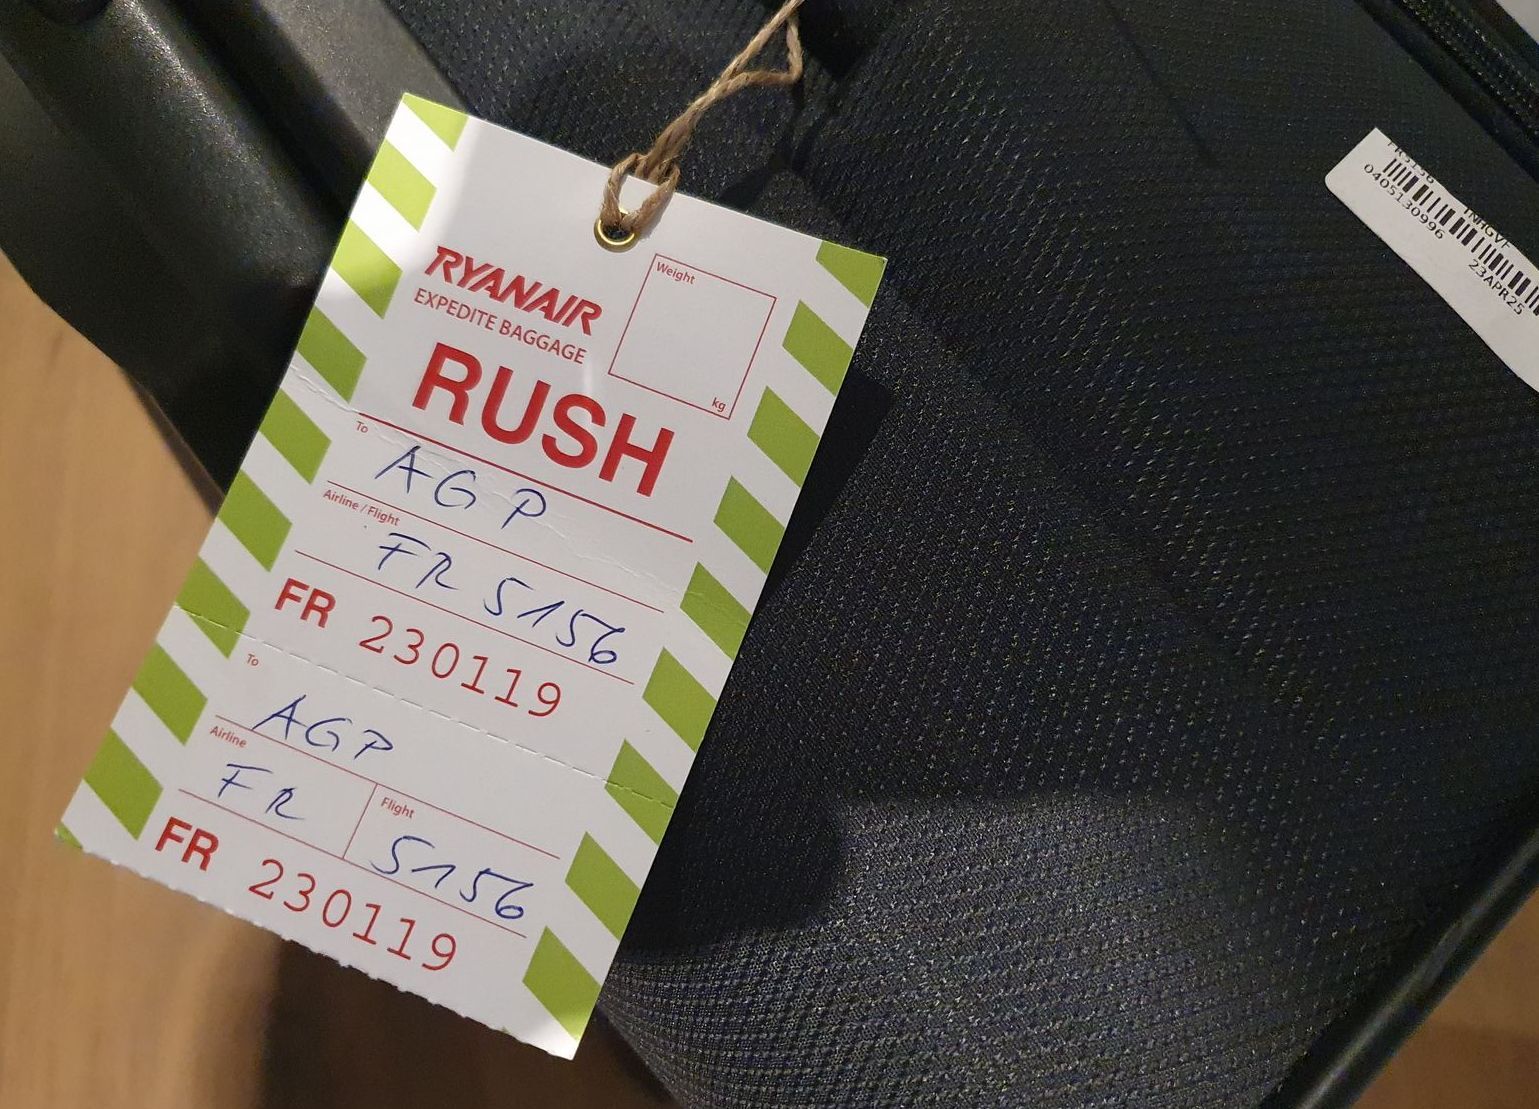 RYANAIR
EXPEDITE BAGGAGE
Weight
kg
RUSH
To
AGP
Airline / Flight
FR 5156
FR 230119
To
AGP
Airline
FR
Flight
5156
FR 230119
TNHGVF
0405130996 23APR25